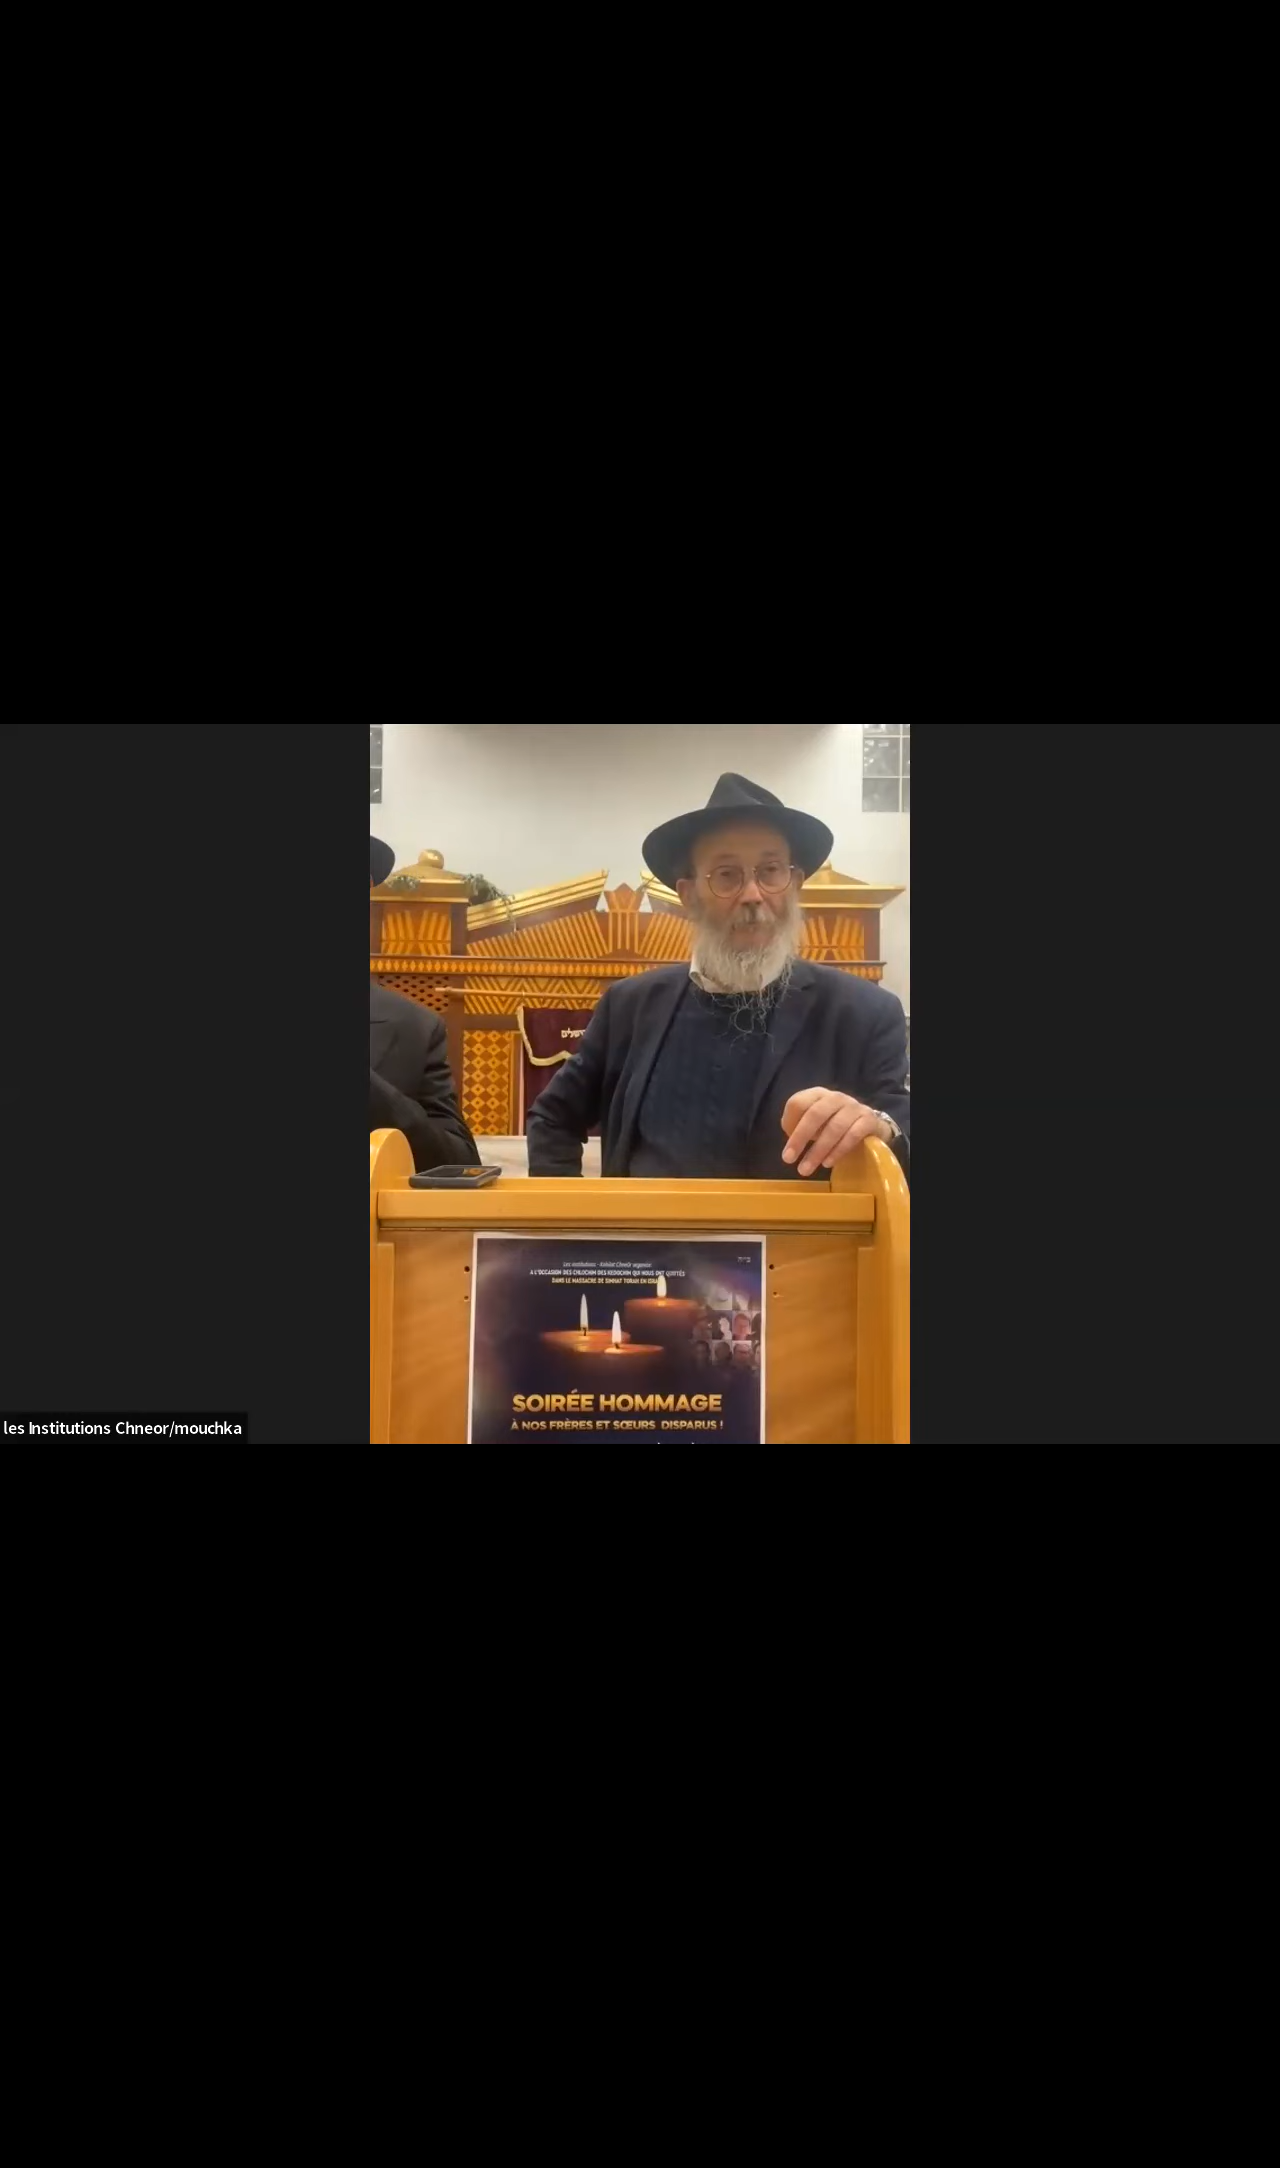 ירושלים
Les institutions - Kehilat Chneor organise
A L'OCCASION DES CHLOCHIM DES KEDOCHIM QUI NOUS ONT QUITTÉS
DANS LE MASSACRE DE SIMHAT TORAH EN ISRAËL
SOIRÉE HOMMAGE
À NOS FRÈRES ET SŒURS DISPARUS !
les Institutions Chneor/mouchka